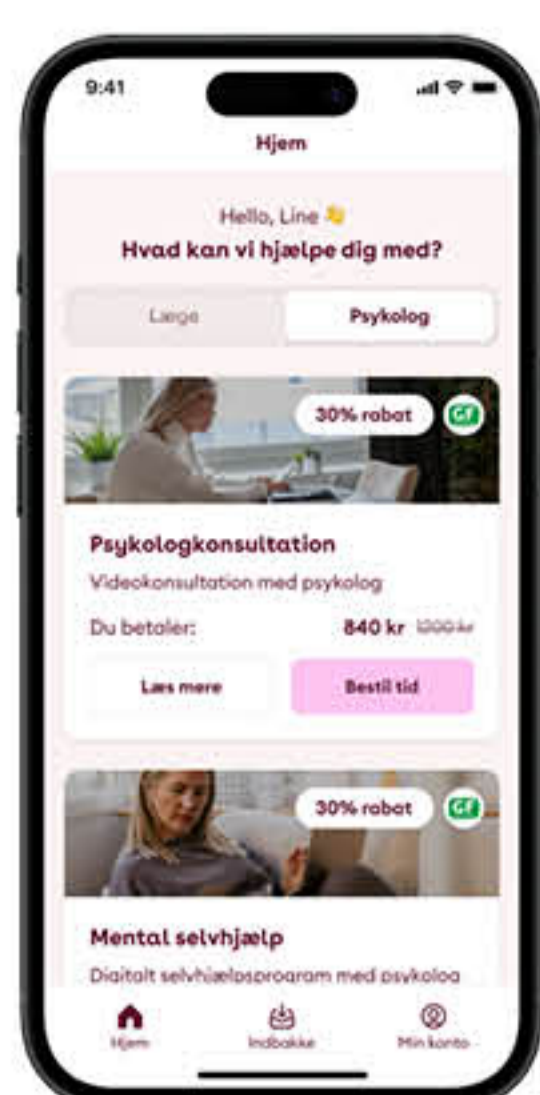 9:41
Hjem
Hello, Line 👋
Hvad kan vi hjælpe dig med?
Læge Psykolog
30% rabat GF
Psykologkonsultation
Videokonsultation med psykolog
Du betaler: 840 kr 1200 kr
Læs mere Bestil tid
30% rabat GF
Mental selvhjælp
Digitalt selvhjælpsprogram med psykolog
Hjem Indbakke Min konto